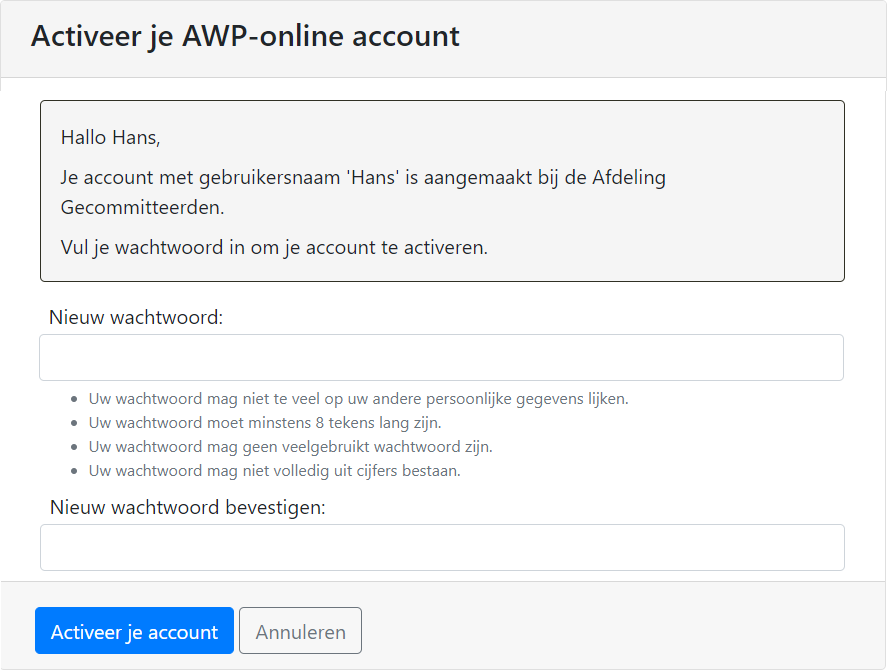 Activeer je AWP-online account
Hallo Hans,
Je account met gebruikersnaam 'Hans' is aangemaakt bij de Afdeling
Gecommitteerden.
Vul je wachtwoord in om je account te activeren.
Nieuw wachtwoord:
Uw wachtwoord mag niet te veel op uw andere persoonlijke gegevens lijken.
Uw wachtwoord moet minstens 8 tekens lang zijn.
Uw wachtwoord mag geen veelgebruikt wachtwoord zijn.
Uw wachtwoord mag niet volledig uit cijfers bestaan.
Nieuw wachtwoord bevestigen:
Activeer je account
Annuleren